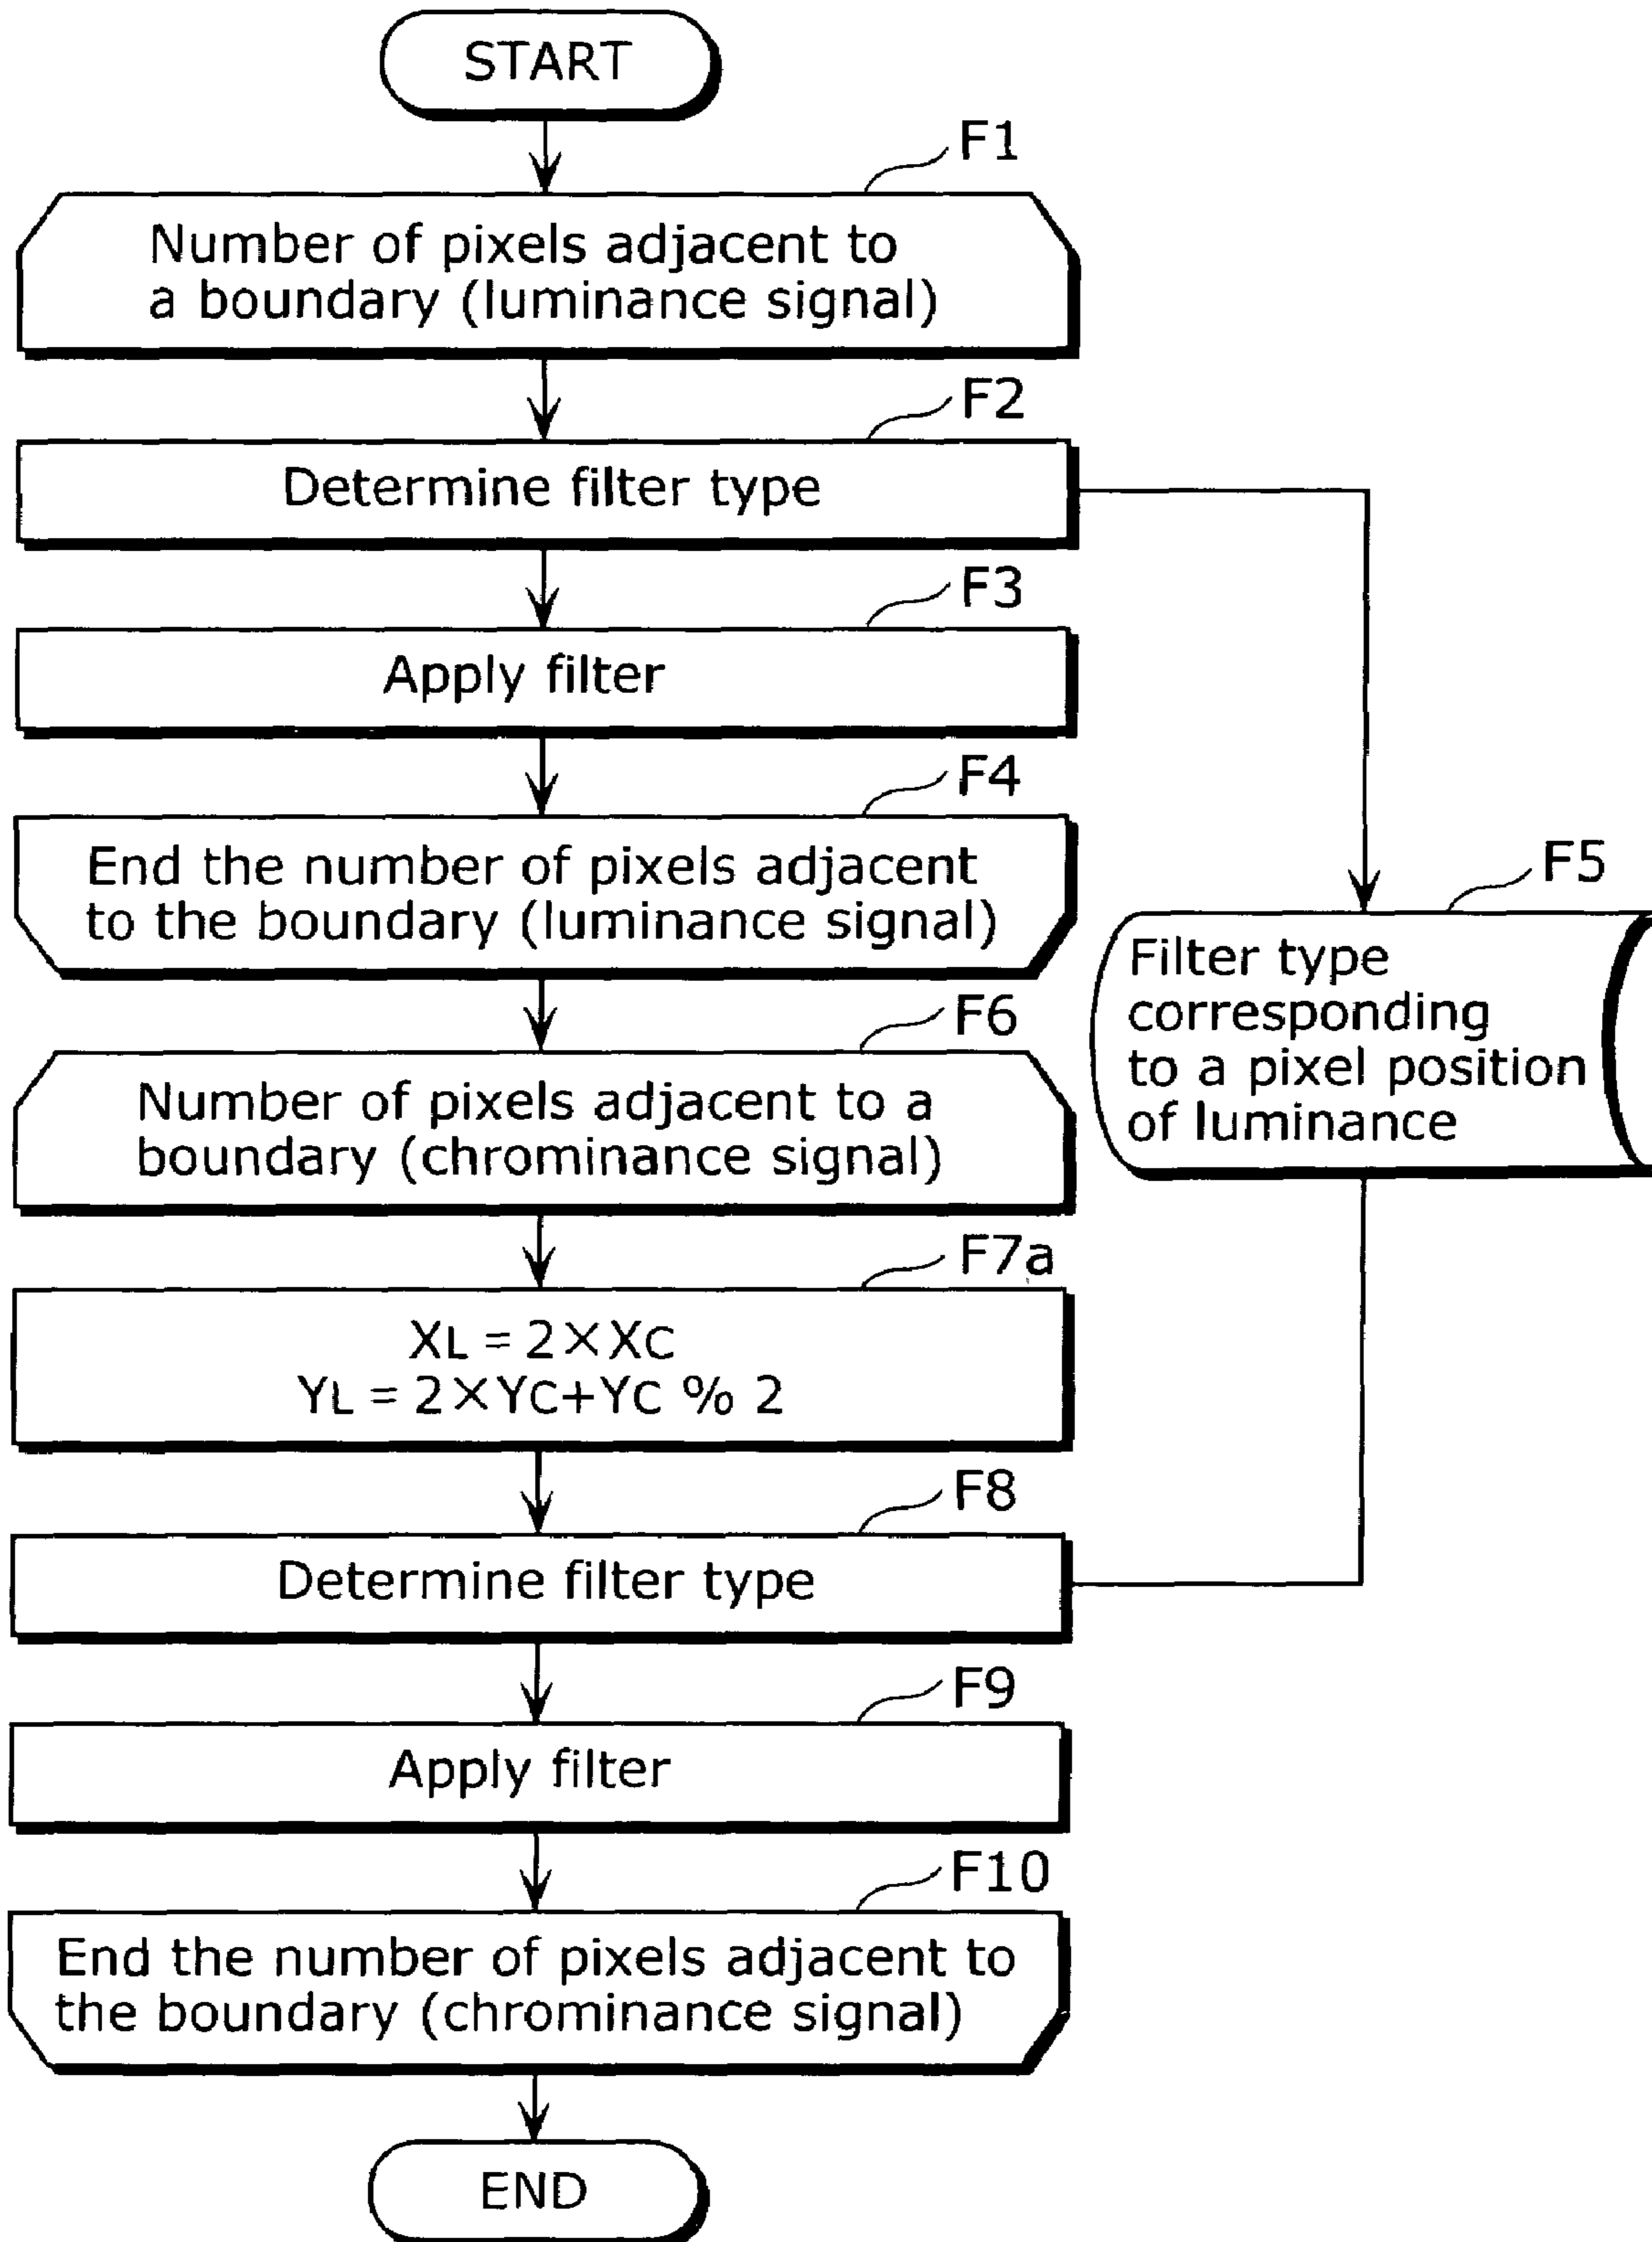 START
F1
Number of pixels adjacent to
a boundary (luminance signal)
F2
Determine filter type
F3
Apply filter
F4
End the number of pixels adjacent
to the boundary (luminance signal)
F5
Filter type
corresponding
to a pixel position
of luminance
F6
Number of pixels adjacent to a
boundary (chrominance signal)
F7a
XL = 2×XC
YL = 2×YC+YC % 2
F8
Determine filter type
F9
Apply filter
F10
End the number of pixels adjacent to
the boundary (chrominance signal)
END